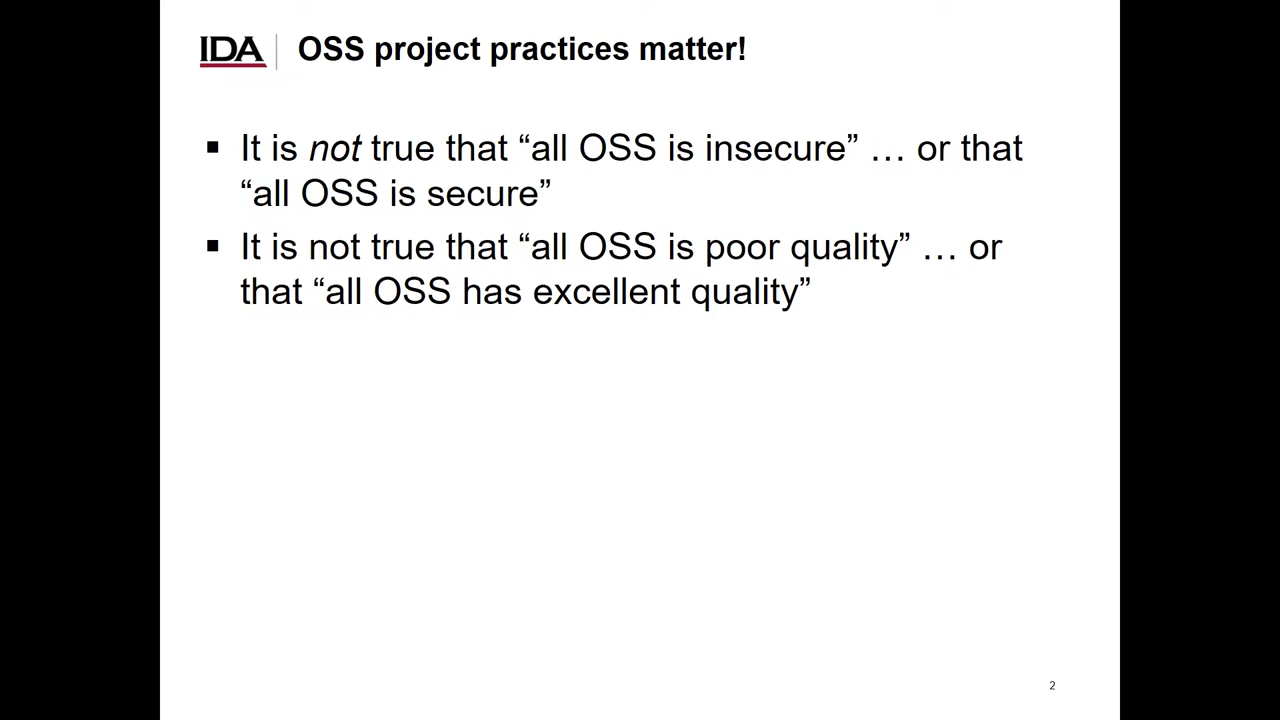 IDA OSS project practices matter!
▪ It is not true that “all OSS is insecure” … or that
“all OSS is secure”
▪ It is not true that “all OSS is poor quality” … or
that “all OSS has excellent quality”
2